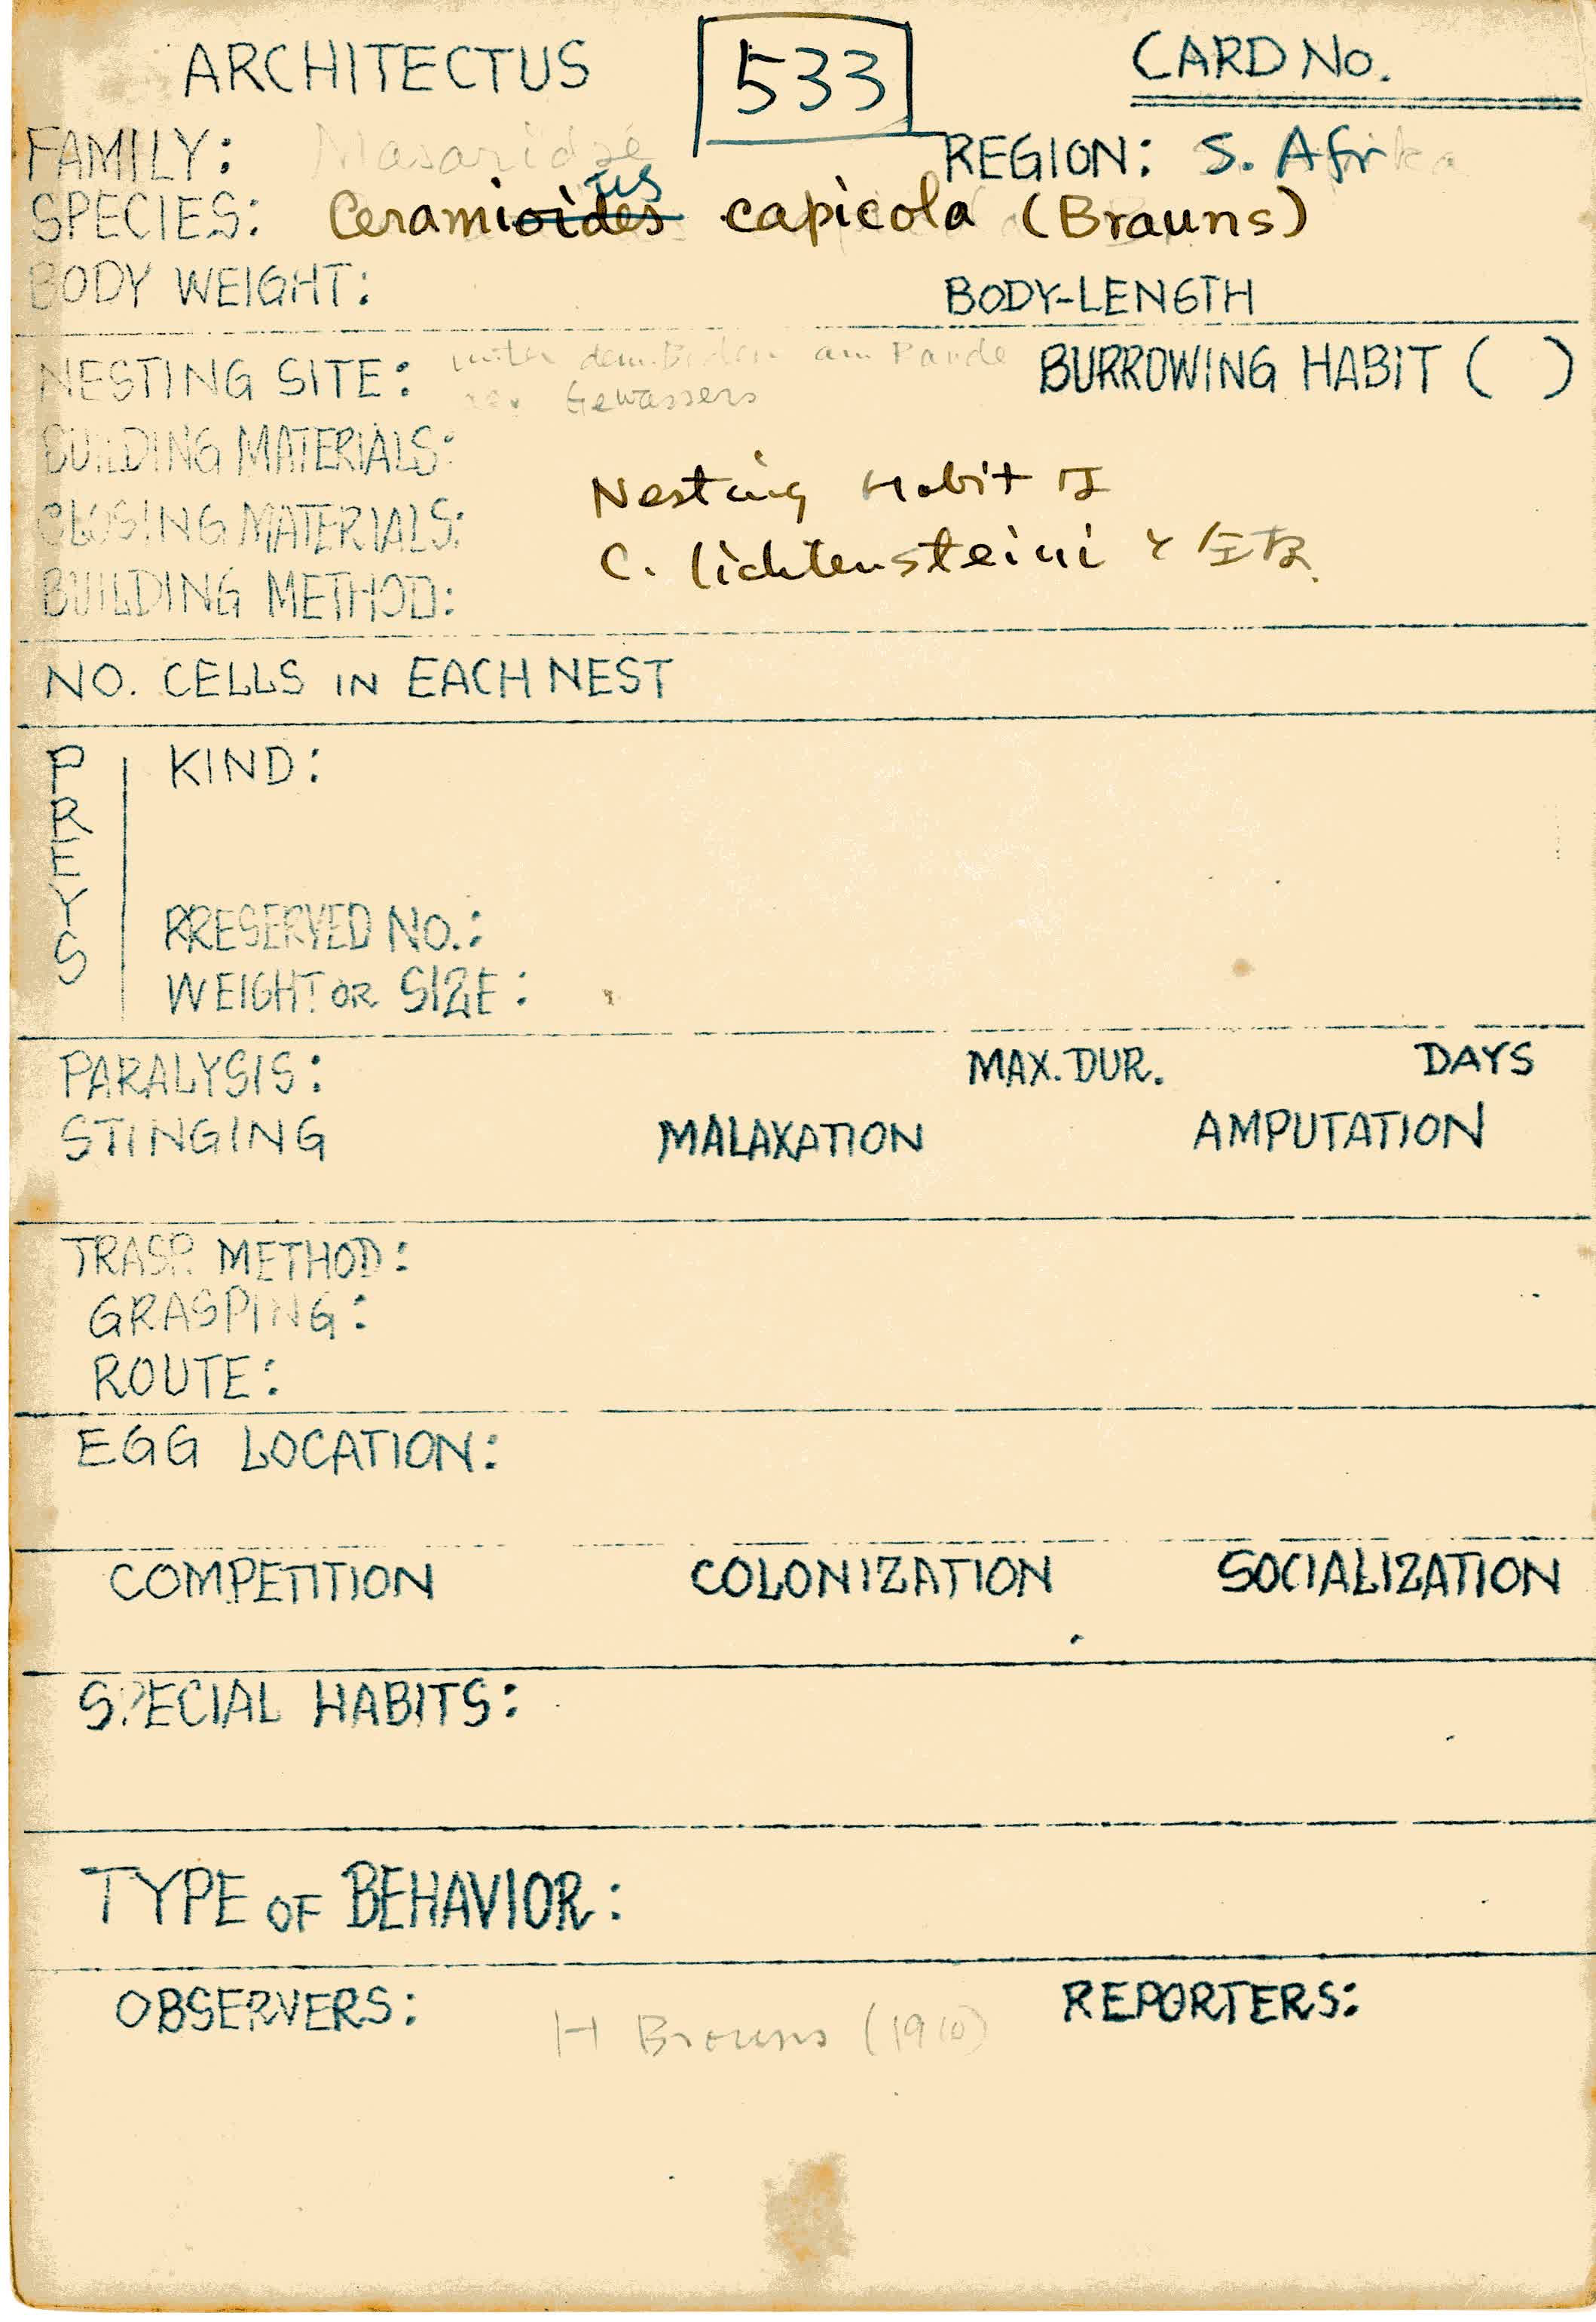 ARCHITECTUS 533 CARD NO.
FAMILY: Masaridae REGION: S. Afrika
SPECIES: Ceramioides ius capicola (Brauns)
BODY WEIGHT: BODY-LENGTH
NESTING SITE: unter dem Boden am Rande BURROWING HABIT ( )
des Gewassers
BUILDING MATERIALS:
Nesting Habit は
CLOSING MATERIALS:
C. lichtensteini と
BUILDING METHOD:
NO. CELLS IN EACH NEST
PREYS
KIND:
PRESERVED NO.:
WEIGHT OR SIZE:
PARALYSIS: MAX. DUR. DAYS
STINGING MALAXATION AMPUTATION
TRASP. METHOD:
GRASPING:
ROUTE:
EGG LOCATION:
COMPETITION COLONIZATION SOCIALIZATION
SPECIAL HABITS:
TYPE OF BEHAVIOR:
OBSERVERS: H Brauns (1910) REPORTERS: